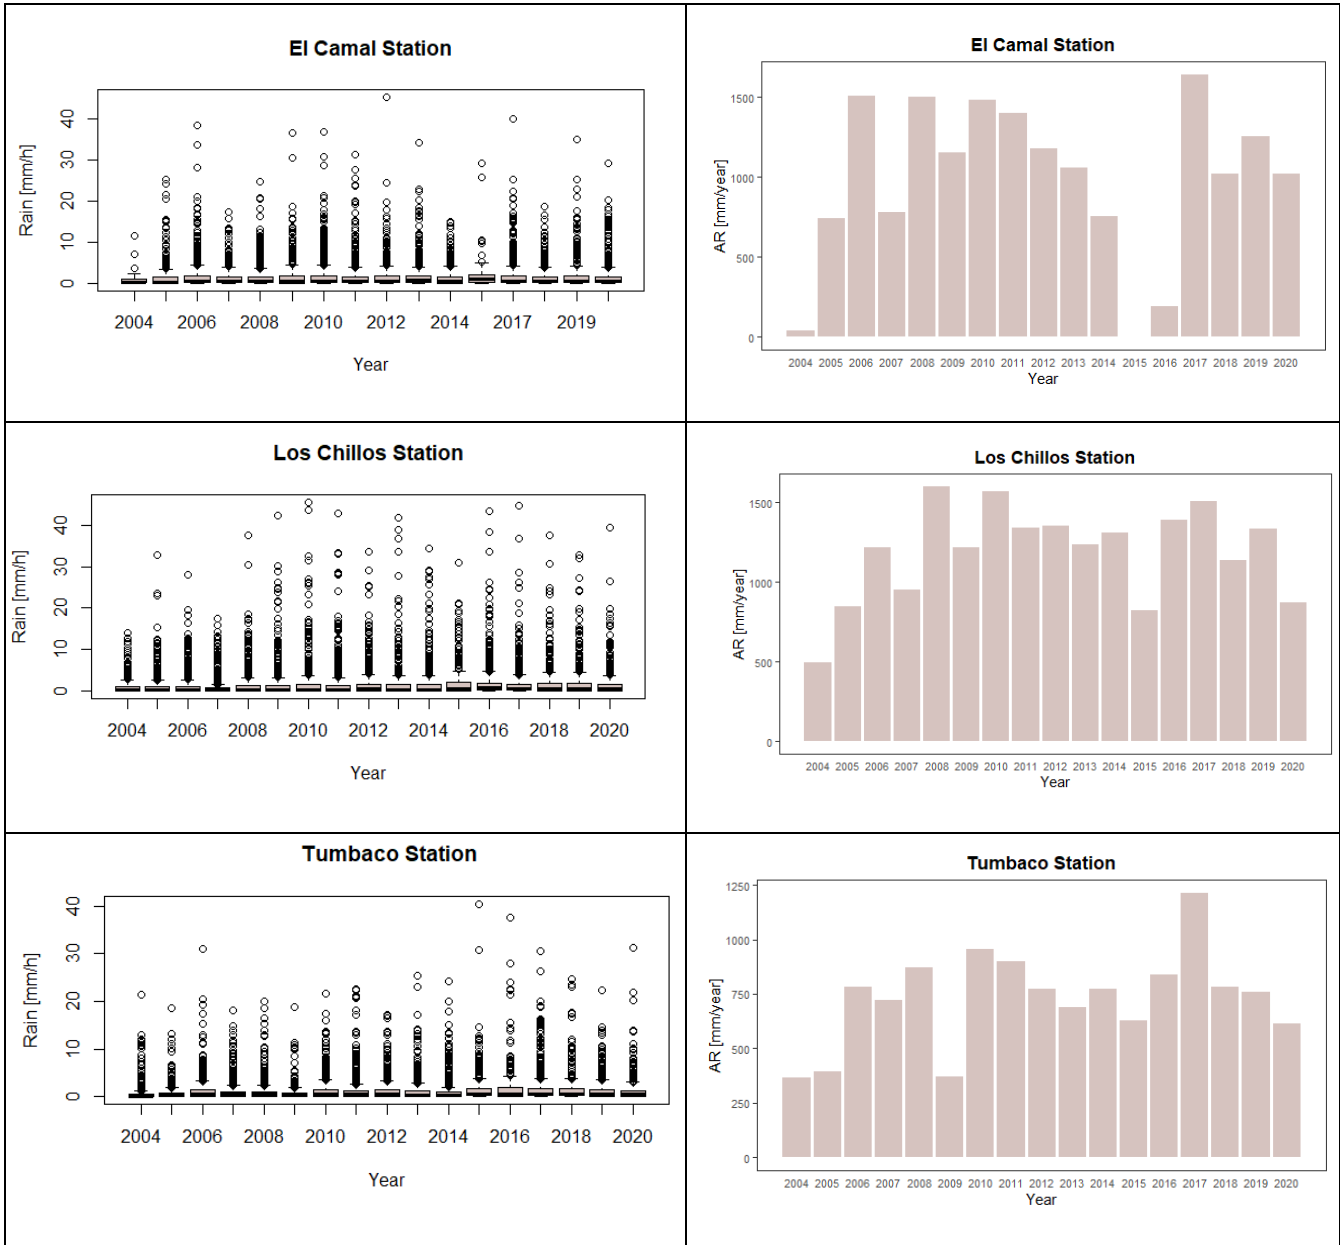 El Camal Station
Rain [mm/h]
40
30
20
10
0
2004 2006 2008 2010 2012 2014 2017 2019
Year
El Camal Station
AR [mm/year]
1500
1000
500
0
2004 2005 2006 2007 2008 2009 2010 2011 2012 2013 2014 2015 2016 2017 2018 2019 2020
Year
Los Chillos Station
Rain [mm/h]
40
30
20
10
0
2004 2006 2008 2010 2012 2014 2016 2018 2020
Year
Los Chillos Station
AR [mm/year]
1500
1000
500
0
2004 2005 2006 2007 2008 2009 2010 2011 2012 2013 2014 2015 2016 2017 2018 2019 2020
Year
Tumbaco Station
Rain [mm/h]
40
30
20
10
0
2004 2006 2008 2010 2012 2014 2016 2018 2020
Year
Tumbaco Station
AR [mm/year]
1250
1000
750
500
250
0
2004 2005 2006 2007 2008 2009 2010 2011 2012 2013 2014 2015 2016 2017 2018 2019 2020
Year